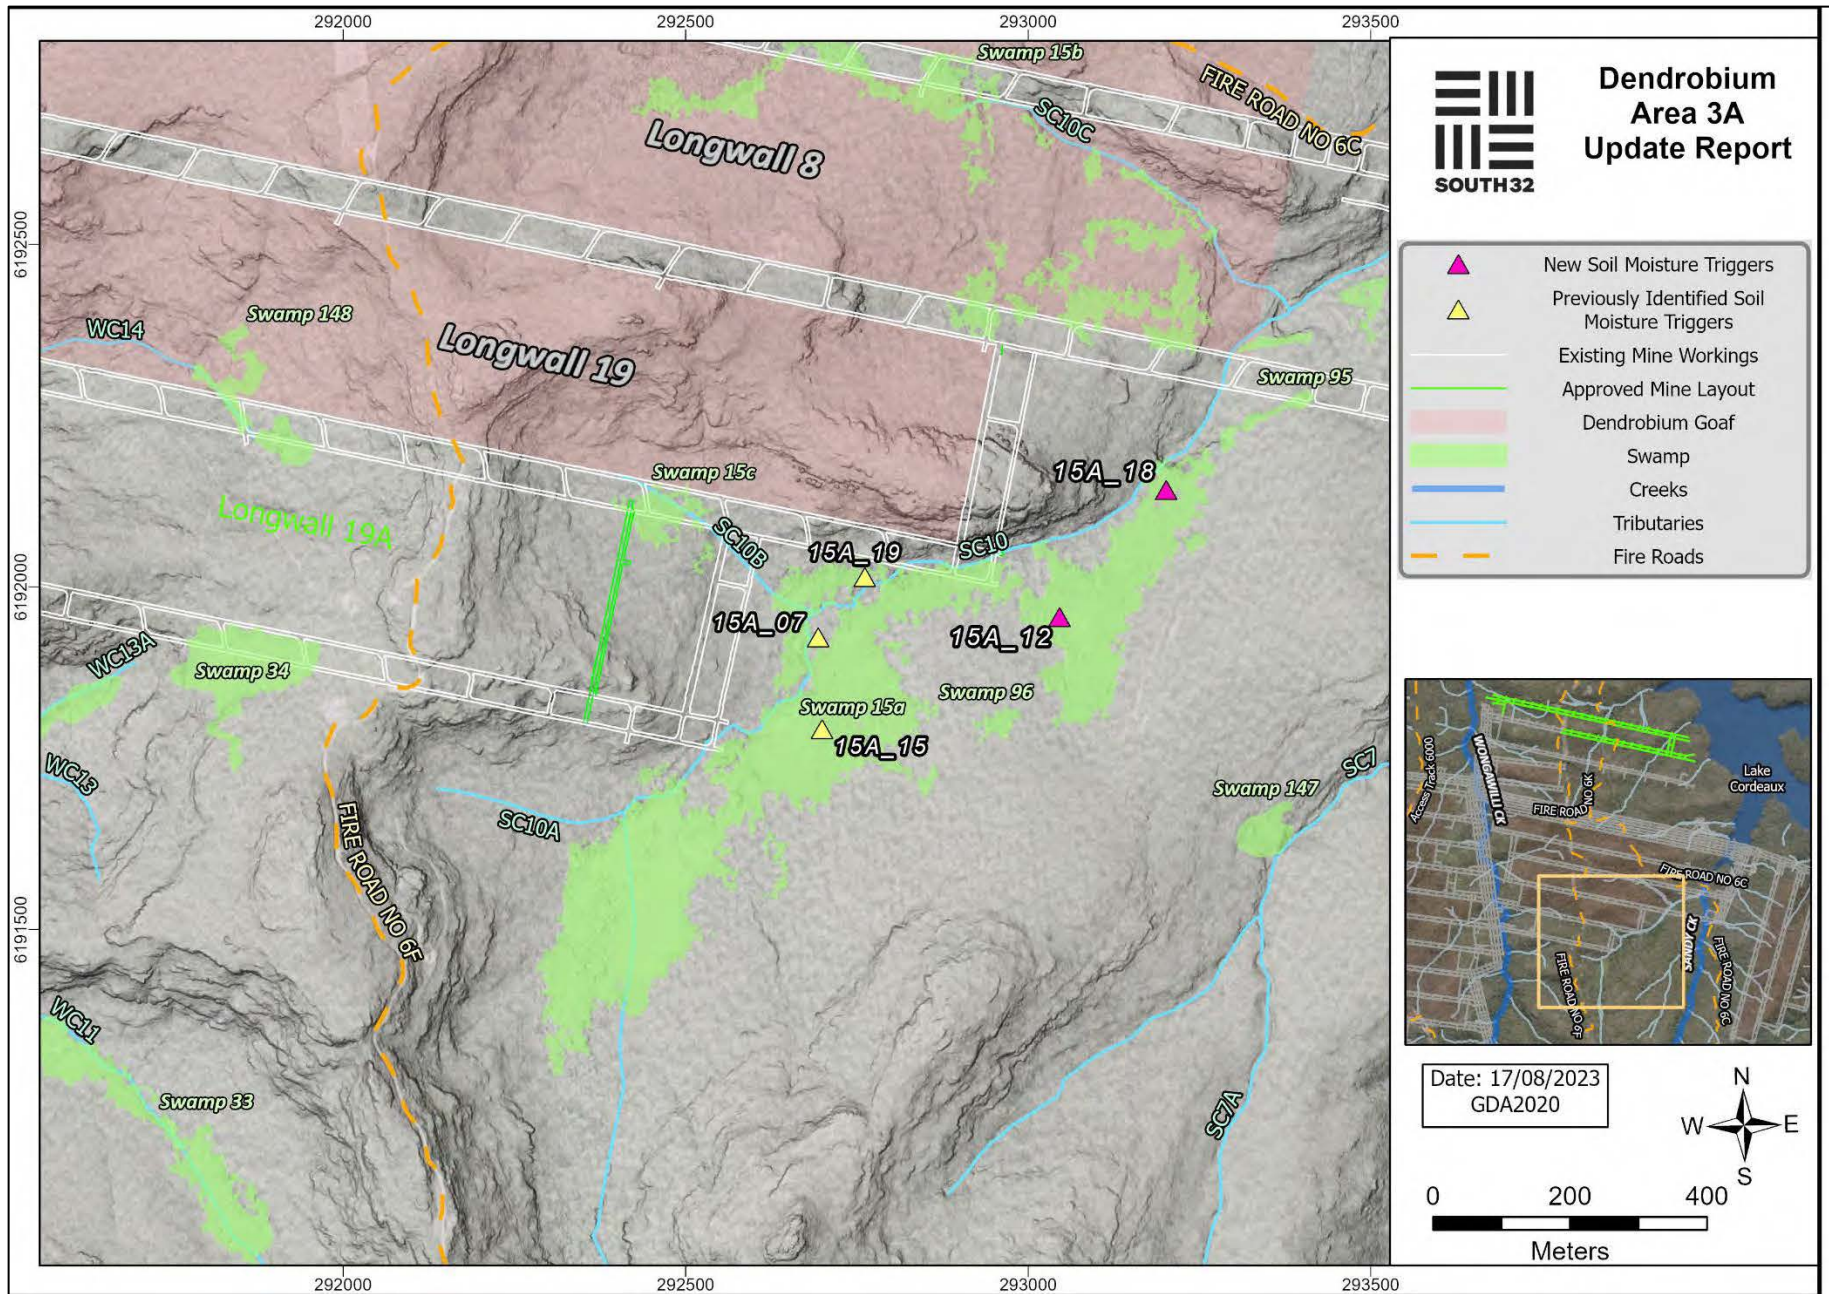 292000
292500
293000
293500
6192500
6192000
6191500
Swamp 15b
FIRE ROAD NO 6C
SC10C
Longwall 8
Swamp 148
WC14
Longwall 19
Swamp 95
Swamp 15c
15A_18
Longwall 19A
SC10B
15A_19
SC10
15A_07
15A_12
WC13A
Swamp 34
Swamp 96
Swamp 15a
15A_15
WC13
SC7
Swamp 147
SC10A
FIRE ROAD NO 6F
WC11
Swamp 33
SC7A
292000
292500
293000
293500
SOUTH32
Dendrobium
Area 3A
Update Report
New Soil Moisture Triggers
Previously Identified Soil
Moisture Triggers
Existing Mine Workings
Approved Mine Layout
Dendrobium Goaf
Swamp
Creeks
Tributaries
Fire Roads
Access Track 6000
WONGAWILLI CK
Lake
Cordeaux
FIRE ROAD NO 6K
FIRE ROAD NO 6C
SANDY CK
FIRE ROAD NO 6F
FIRE ROAD NO 6C
Date: 17/08/2023
GDA2020
N
W E
S
0 200 400
Meters